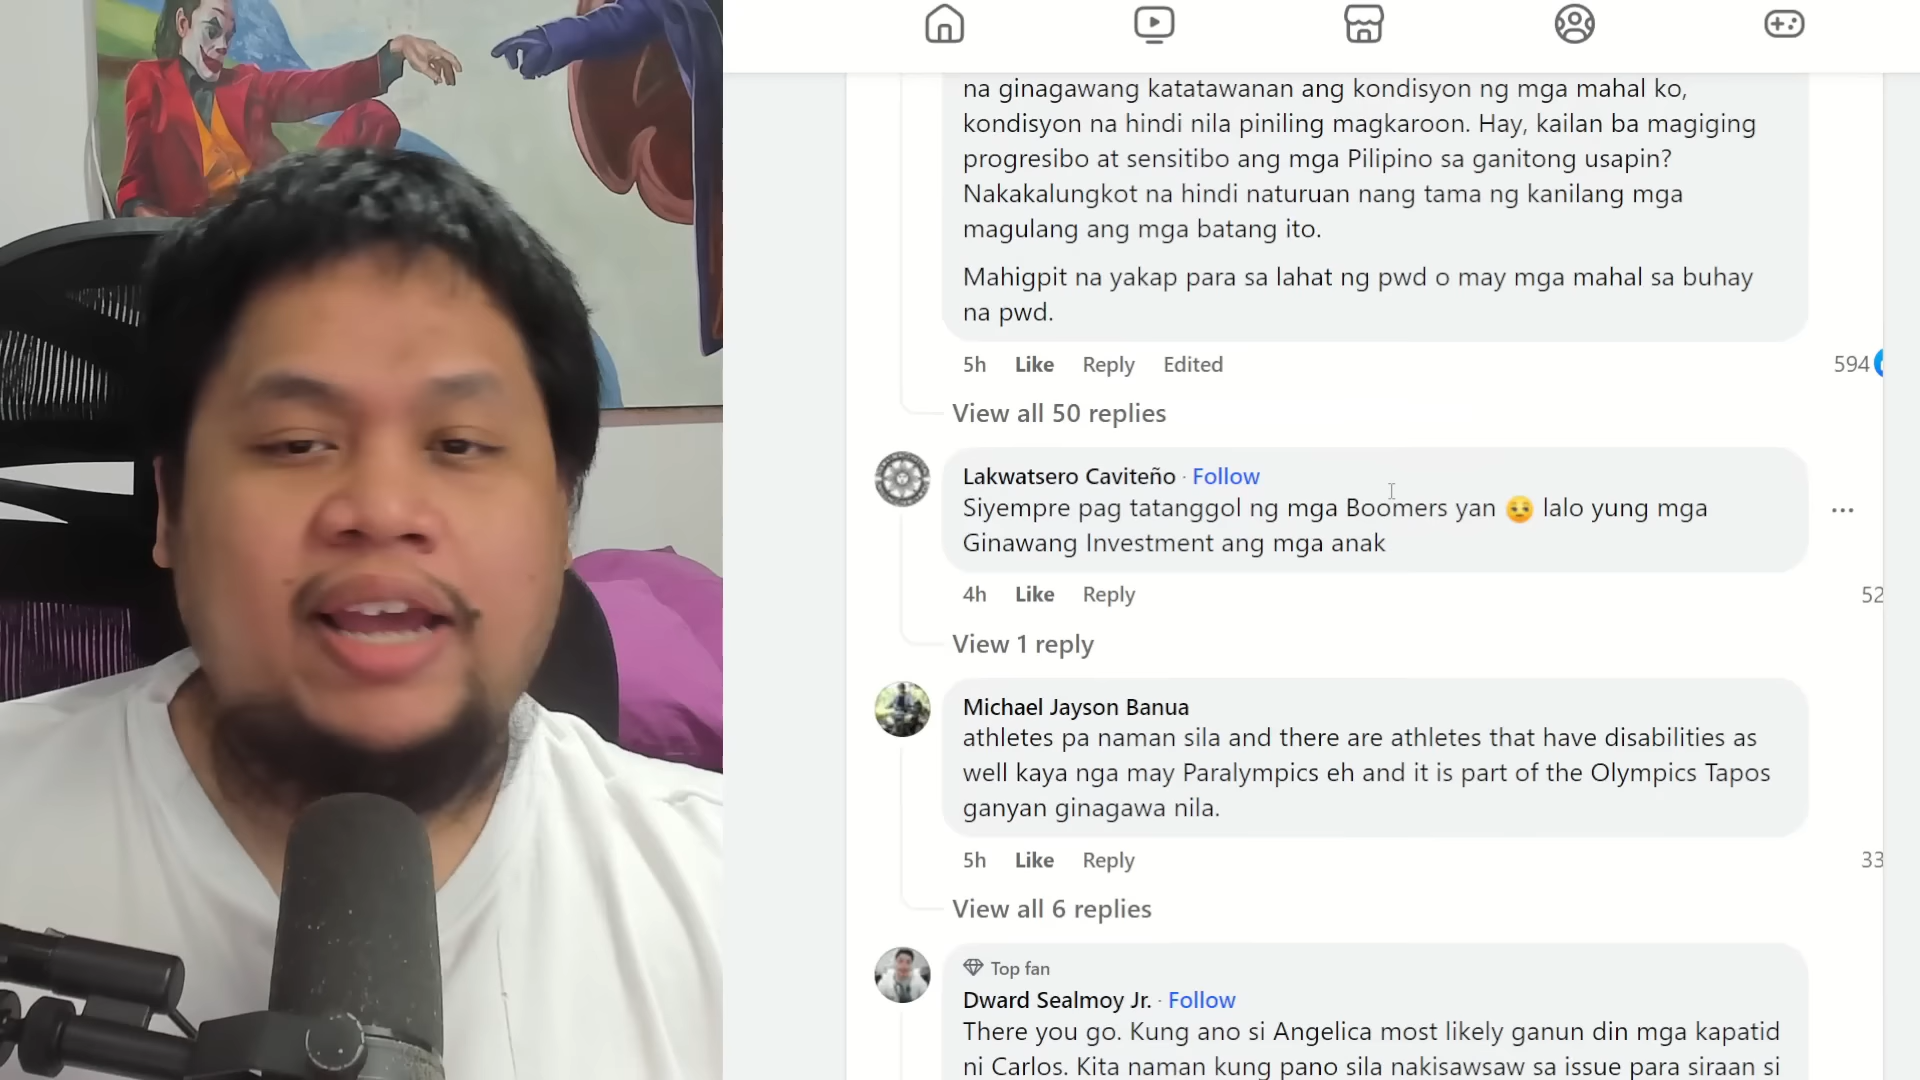 na ginagawang katatawanan ang kondisyon ng mga mahal ko,
kondisyon na hindi nila piniling magkaroon. Hay, kailan ba magiging
progresibo at sensitibo ang mga Pilipino sa ganitong usapin?
Nakakalungkot na hindi naturuan nang tama ng kanilang mga
magulang ang mga batang ito.
Mahigpit na yakap para sa lahat ng pwd o may mga mahal sa buhay
na pwd.
5h Like Reply Edited 594
View all 50 replies
Lakwatsero Caviteño · Follow
Siyempre pag tatanggol ng mga Boomers yan 🥺 lalo yung mga
Ginawang Investment ang mga anak
4h Like Reply 52
View 1 reply
Michael Jayson Banua
athletes pa naman sila and there are athletes that have disabilities as
well kaya nga may Paralympics eh and it is part of the Olympics Tapos
ganyan ginagawa nila.
5h Like Reply 33
View all 6 replies
Top fan
Dward Sealmoy Jr. · Follow
There you go. Kung ano si Angelica most likely ganun din mga kapatid
ni Carlos. Kita naman kung pano sila nakisawsaw sa issue para siraan si